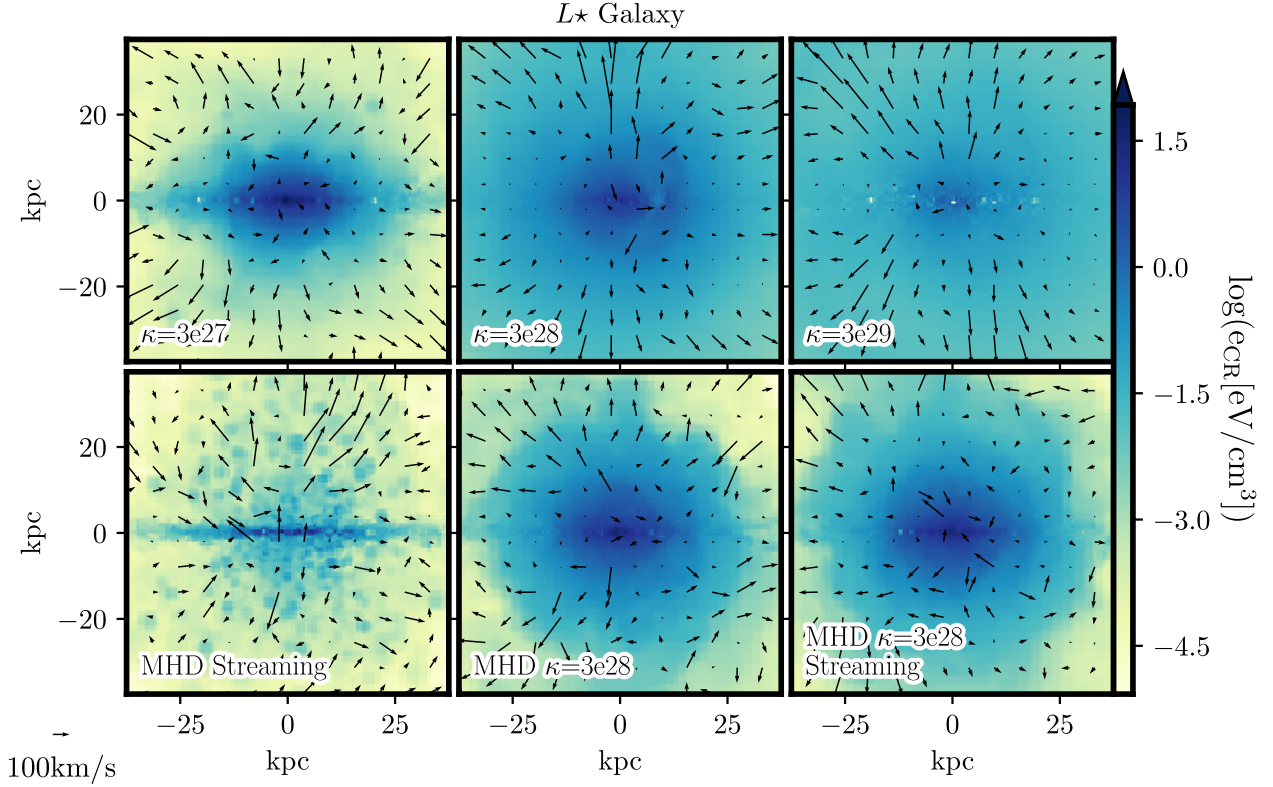 L⋆ Galaxy
kpc
20
0
−20
κ=3e27
κ=3e28
κ=3e29
kpc
20
0
−20
MHD Streaming
MHD κ=3e28
MHD κ=3e28
Streaming
−25 0 25
−25 0 25
−25 0 25
kpc
kpc
kpc
100km/s
1.5
0.0
−1.5
−3.0
−4.5
log(eCR[eV/cm³])